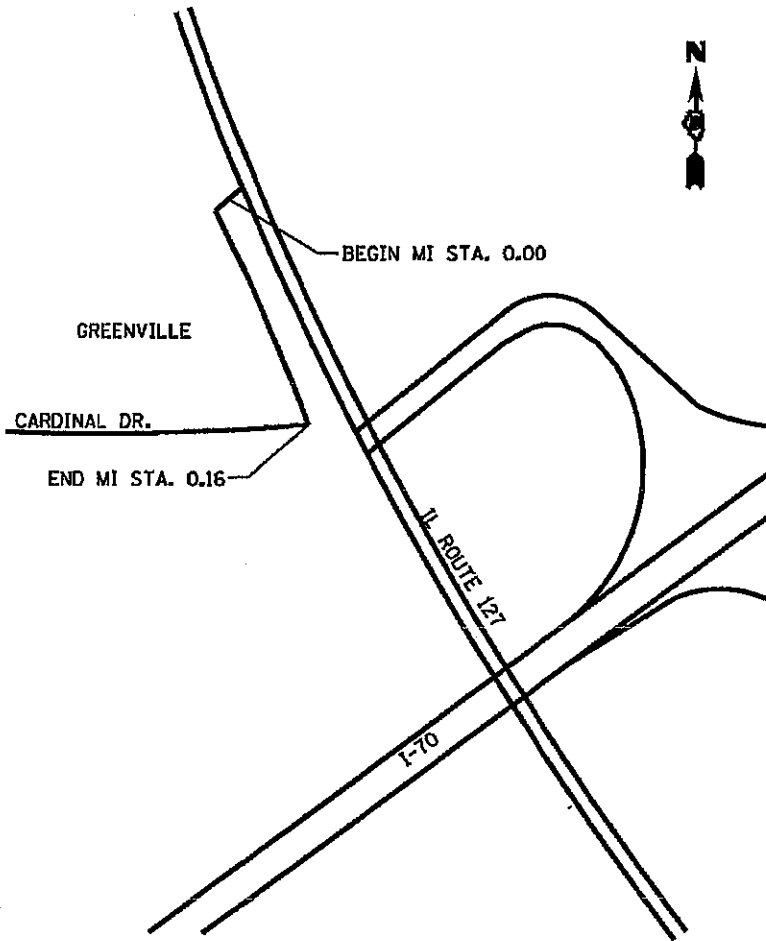 N
BEGIN MI STA. 0.00
GREENVILLE
CARDINAL DR.
END MI STA. 0.16
IL ROUTE 127
I-70